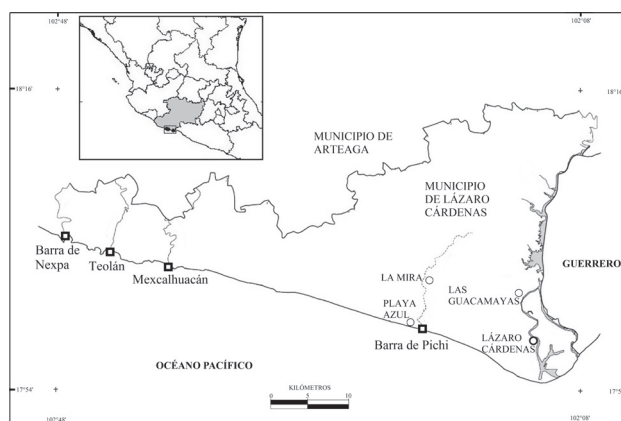 102°48'
102°08'
18°16'
18°16'
MUNICIPIO DE
ARTEAGA
MUNICIPIO
DE LÁZARO
CÁRDENAS
Barra de
Nexpa
Teolán
Mexcalhuacán
LA MIRA
PLAYA
AZUL
LAS
GUACAMAYAS
GUERRERO
Barra de Pichi
LÁZARO
CÁRDENAS
OCÉANO PACÍFICO
KILÓMETROS
0 5 10
17°54'
102°48'
102°08'